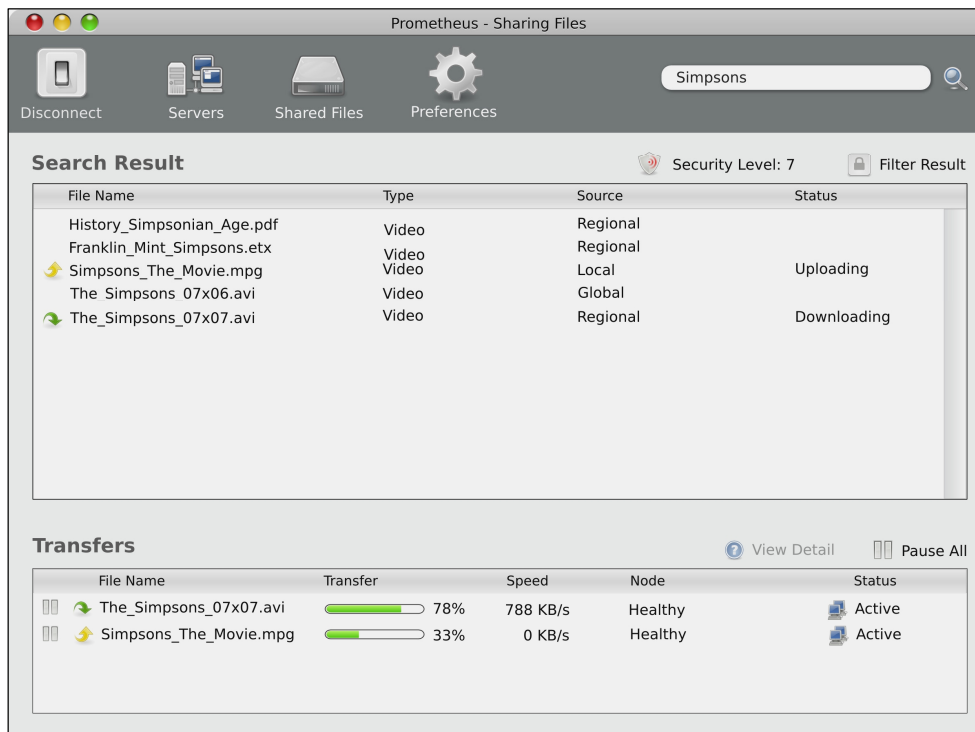 Prometheus - Sharing Files
Simpsons
Disconnect Servers Shared Files Preferences
Search Result Security Level: 7 Filter Result
File Name Type Source Status
History_Simpsonian_Age.pdf Video Regional
Franklin_Mint_Simpsons.etx Video Regional
Simpsons_The_Movie.mpg Video Local Uploading
The_Simpsons_07x06.avi Video Global
The_Simpsons_07x07.avi Video Regional Downloading
Transfers View Detail Pause All
File Name Transfer Speed Node Status
The_Simpsons_07x07.avi 78% 788 KB/s Healthy Active
Simpsons_The_Movie.mpg 33% 0 KB/s Healthy Active